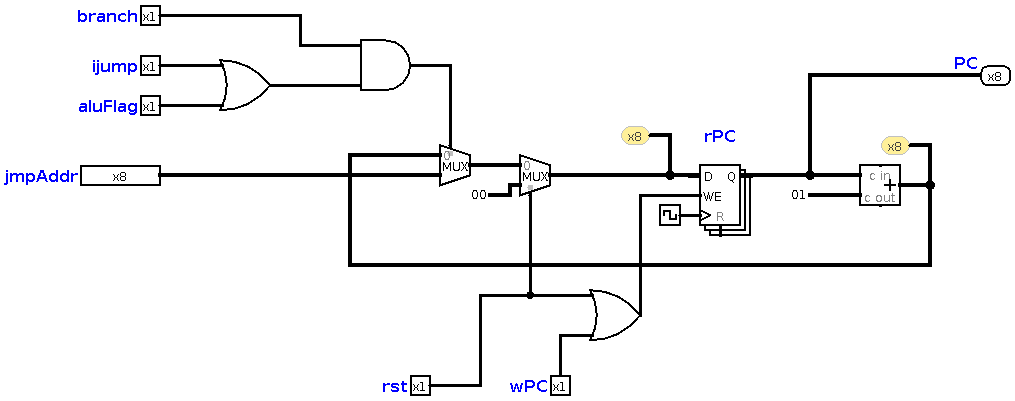 branch x1
ijump x1
aluFlag x1
jmpAddr x8
0
MUX
00
0
MUX
x8
rPC
D Q
WE
R
PC
x8
x8
c in
+
c out
01
rst x1
wPC x1